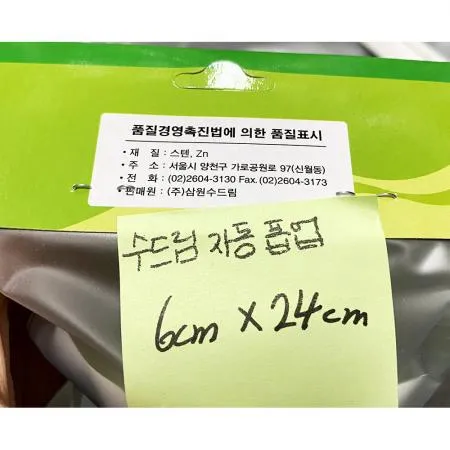 품질경영촉진법에 의한 품질표시
• 재 질 : 스텐, Zn
• 주 소 : 서울시 양천구 가로공원로 97(신월동)
• 전 화 : (02)2604-3130 Fax. (02)2604-3173
• 판매원 : (주)삼원수드림
수드림 자동 폽업
6cm x 24cm